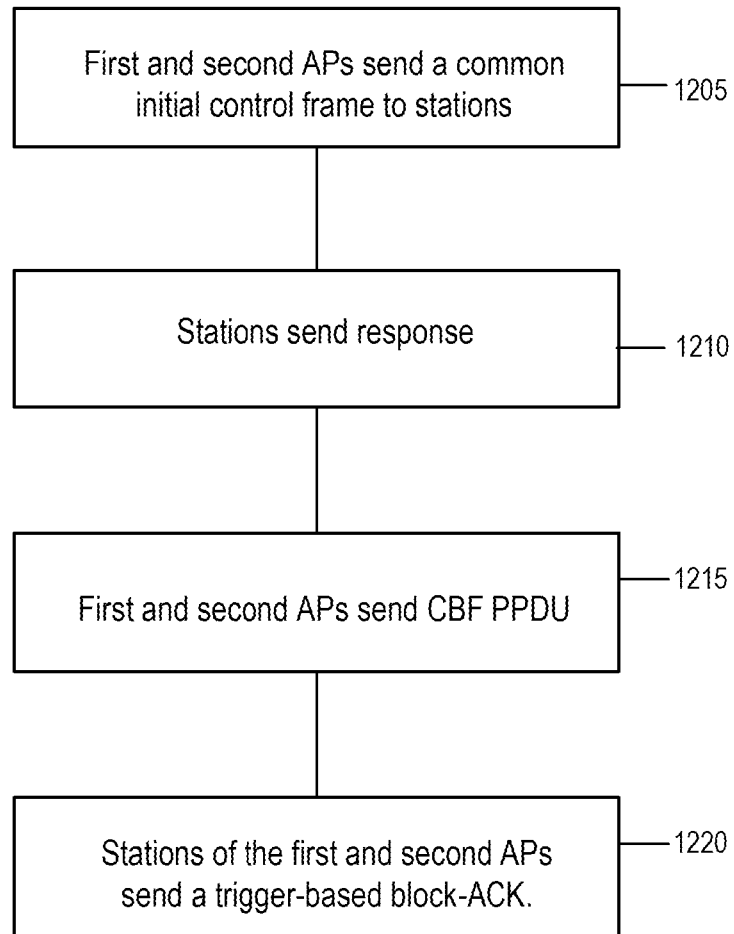 First and second APs send a common
initial control frame to stations
1205
Stations send response
1210
First and second APs send CBF PPDU
1215
Stations of the first and second APs
send a trigger-based block-ACK.
1220